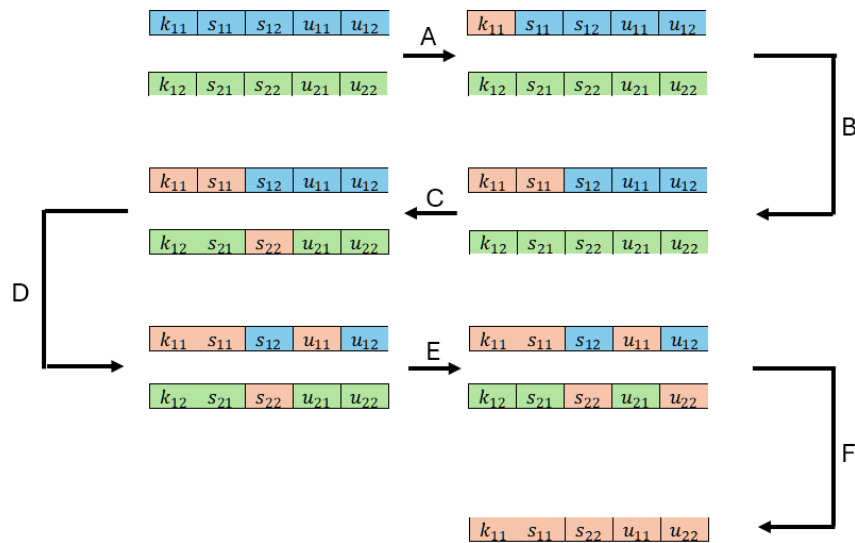 k₁₁ s₁₁ s₁₂ u₁₁ u₁₂ A k₁₁ s₁₁ s₁₂ u₁₁ u₁₂
k₁₂ s₂₁ s₂₂ u₂₁ u₂₂ k₁₂ s₂₁ s₂₂ u₂₁ u₂₂
B
k₁₁ s₁₁ s₁₂ u₁₁ u₁₂ C k₁₁ s₁₁ s₁₂ u₁₁ u₁₂
k₁₂ s₂₁ s₂₂ u₂₁ u₂₂ k₁₂ s₂₁ s₂₂ u₂₁ u₂₂
D
k₁₁ s₁₁ s₁₂ u₁₁ u₁₂ E k₁₁ s₁₁ s₁₂ u₁₁ u₁₂
k₁₂ s₂₁ s₂₂ u₂₁ u₂₂ k₁₂ s₂₁ s₂₂ u₂₁ u₂₂
F
k₁₁ s₁₁ s₂₂ u₁₁ u₂₂